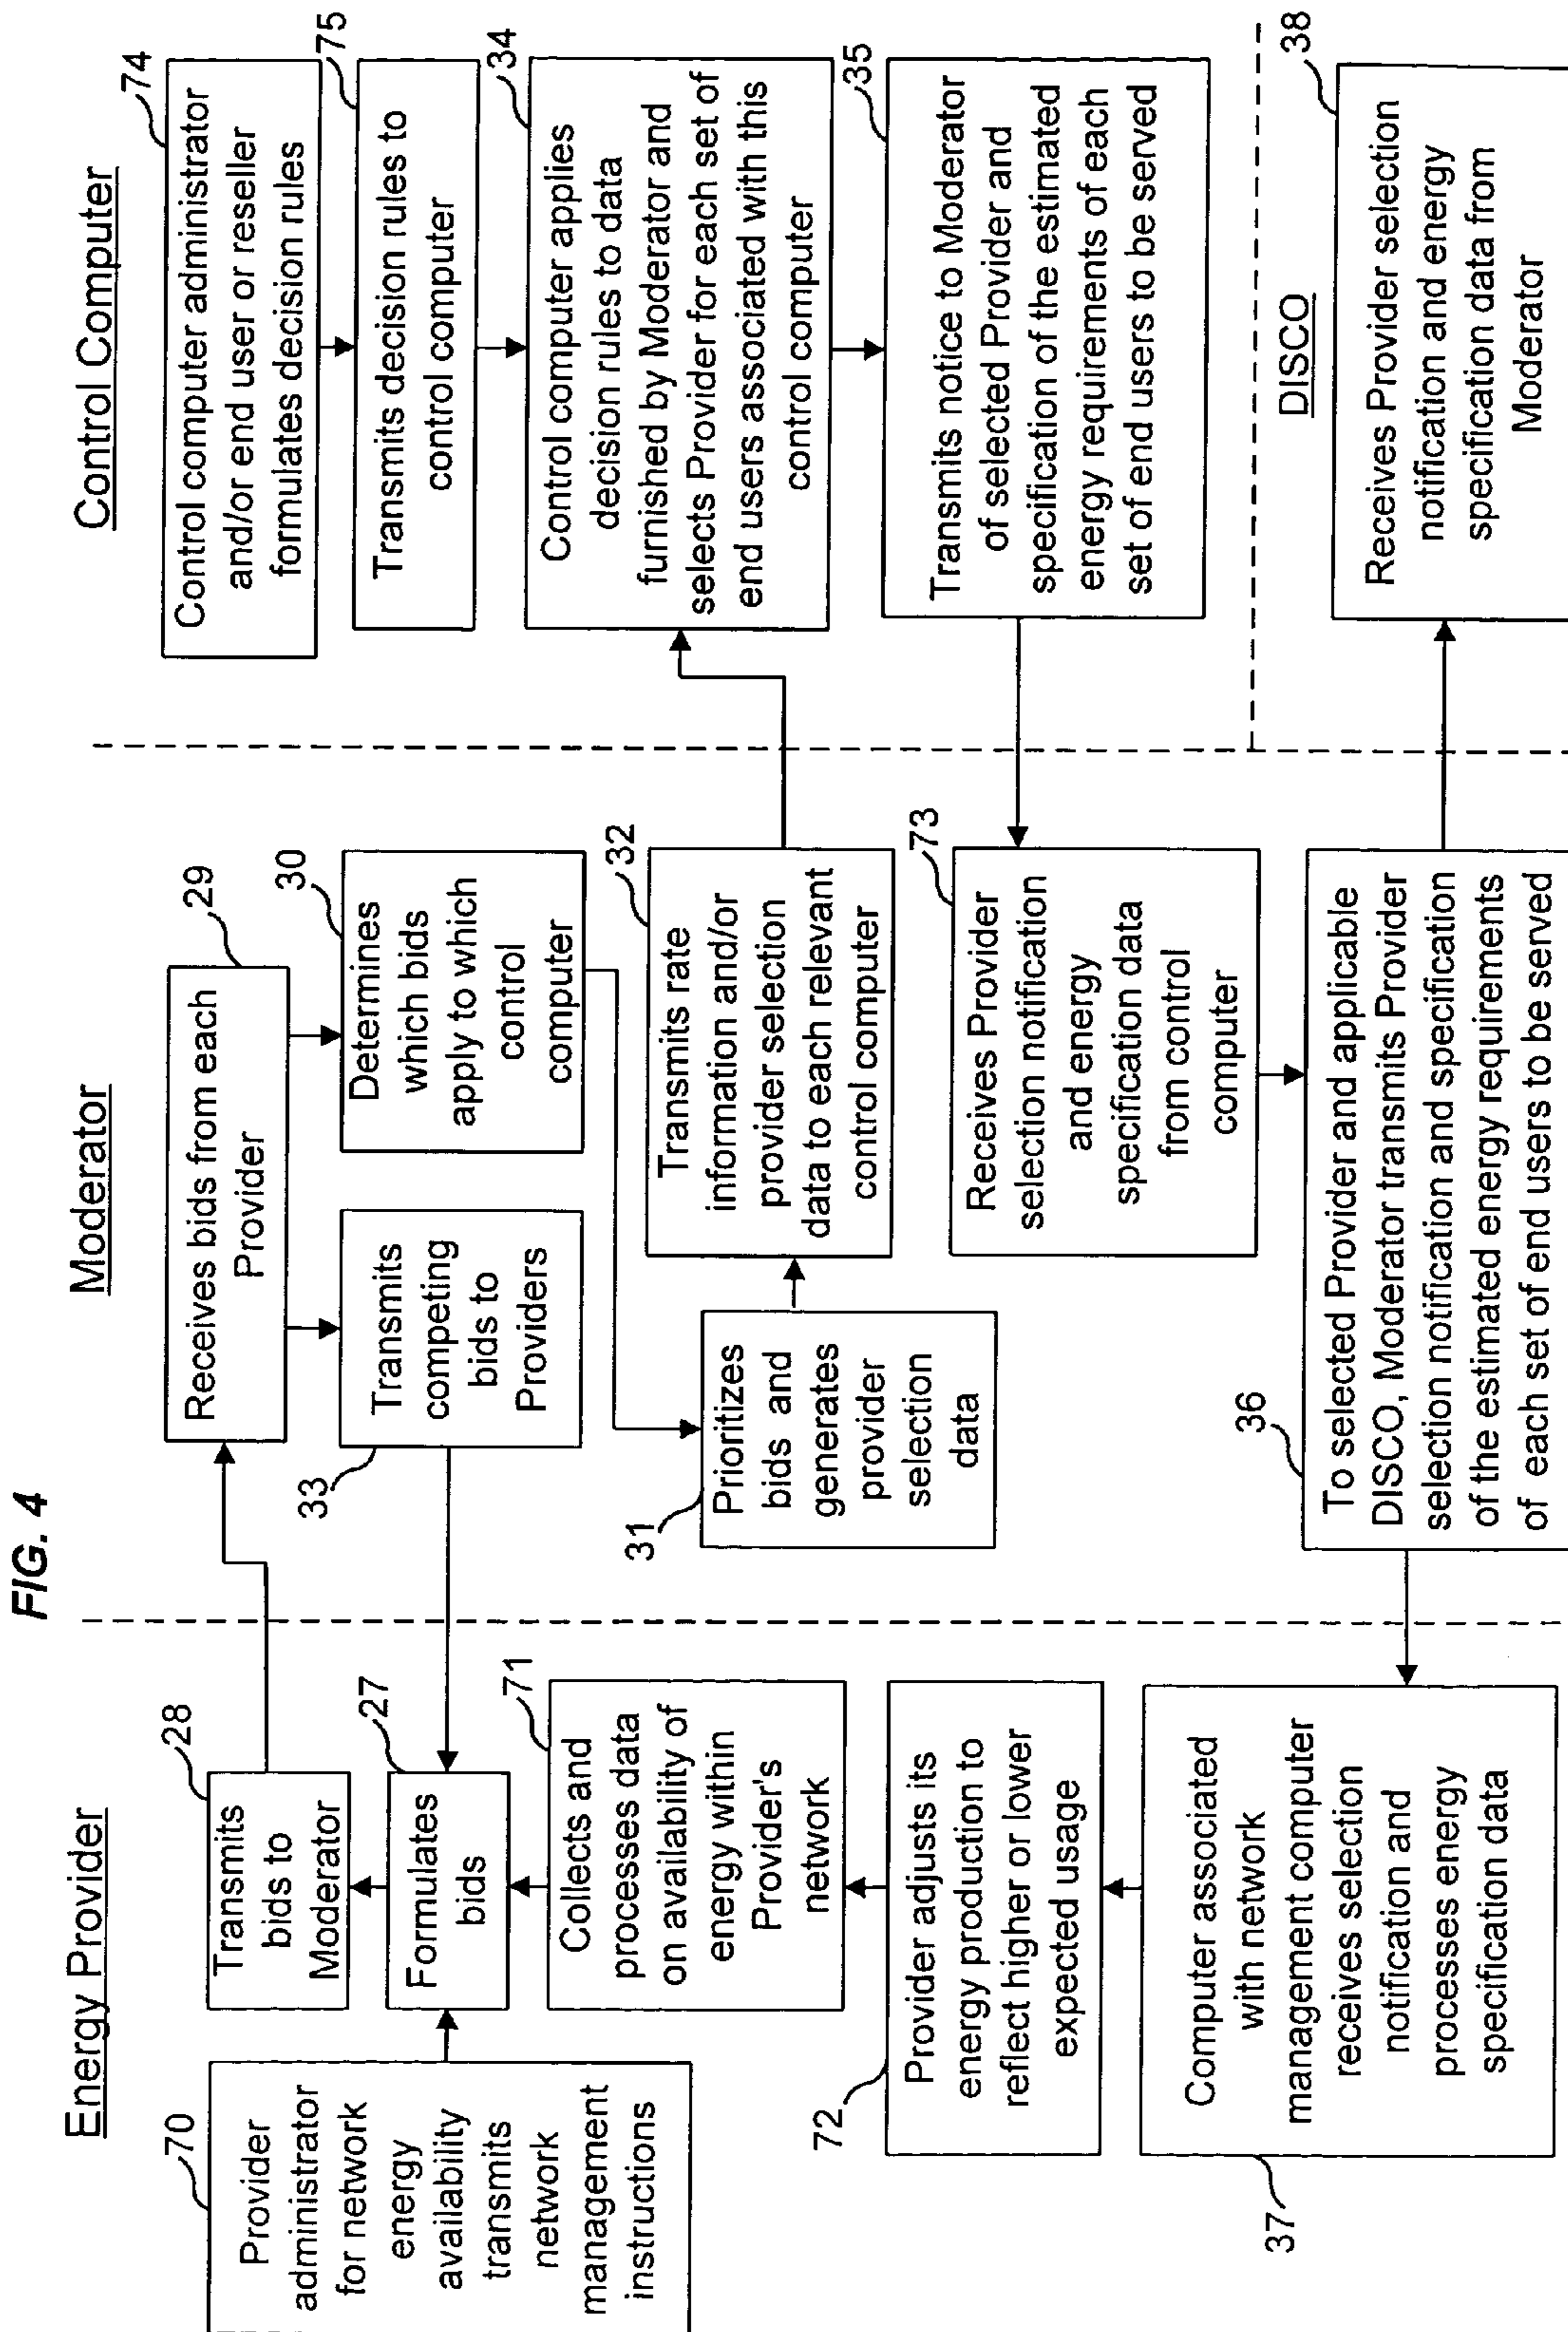 FIG. 4
Energy Provider
70
Provider
administrator
for network
energy
availability
transmits
network
management
instructions
28
Transmits
bids to
Moderator
27
Formulates
bids
71
Collects and
processes data
on availability of
energy within
Provider's
network
72
Provider adjusts its
energy production to
reflect higher or lower
expected usage
37
Computer associated
with network
management computer
receives selection
notification and
processes energy
specification data
Moderator
29
Receives bids from each
Provider
33
Transmits
competing
bids to
Providers
30
Determines
which bids
apply to which
control
computer
31
Prioritizes
bids and
generates
provider
selection
data
32
Transmits rate
information and/or
provider selection
data to each relevant
control computer
73
Receives Provider
selection notification
and energy
specification data
from control
computer
36
To selected Provider and applicable
DISCO, Moderator transmits Provider
selection notification and specification
of the estimated energy requirements
of each set of end users to be served
Control Computer
74
Control computer administrator
and/or end user or reseller
formulates decision rules
75
Transmits decision rules to
control computer
34
Control computer applies
decision rules to data
furnished by Moderator and
selects Provider for each set of
end users associated with this
control computer
35
Transmits notice to Moderator
of selected Provider and
specification of the estimated
energy requirements of each
set of end users to be served
DISCO
38
Receives Provider selection
notification and energy
specification data from
Moderator